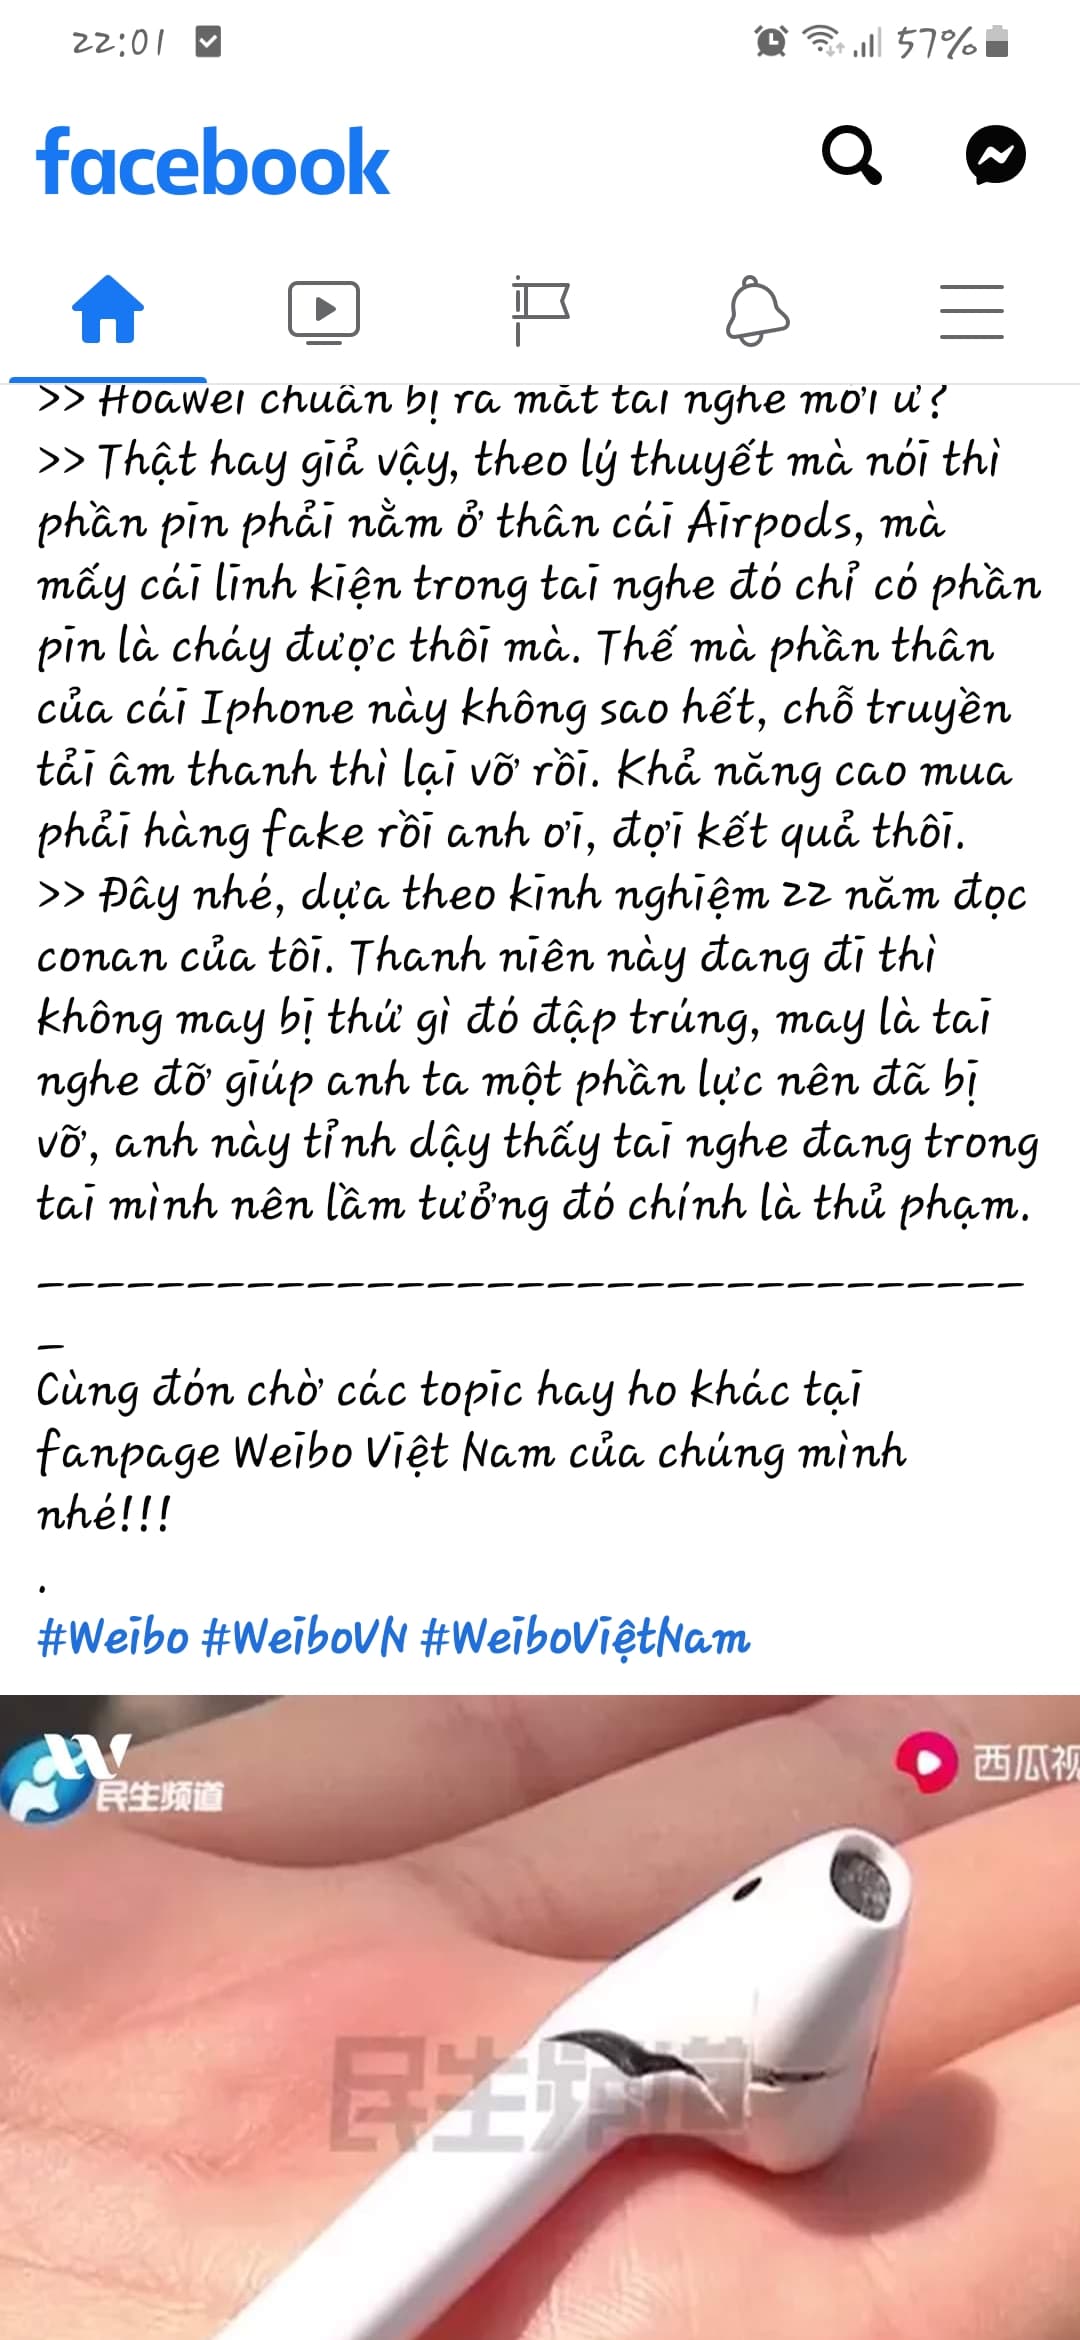 22:01
57%
facebook
>> Hoawei chuẩn bị ra mắt tai nghe mới ư?
>> Thật hay giả vậy, theo lý thuyết mà nói thì
phần pin phải nằm ở thân cái Airpods, mà
mấy cái linh kiện trong tai nghe đó chỉ có phần
pin là cháy được thôi mà. Thế mà phần thân
của cái Iphone này không sao hết, chỗ truyền
tải âm thanh thì lại vỡ rồi. Khả năng cao mua
phải hàng fake rồi anh ơi, đợi kết quả thôi.
>> Đây nhé, dựa theo kinh nghiệm 22 năm đọc
conan của tôi. Thanh niên này đang đi thì
không may bị thứ gì đó đập trúng, may là tai
nghe đỡ giúp anh ta một phần lực nên đã bị
vỡ, anh này tỉnh dậy thấy tai nghe đang trong
tai mình nên lầm tưởng đó chính là thủ phạm.
_________________________________
_
Cùng đón chờ các topic hay ho khác tại
fanpage Weibo Việt Nam của chúng mình
nhé!!!
.
#Weibo #WeiboVN #WeiboViệtNam
民生频道
西瓜视
民生频道